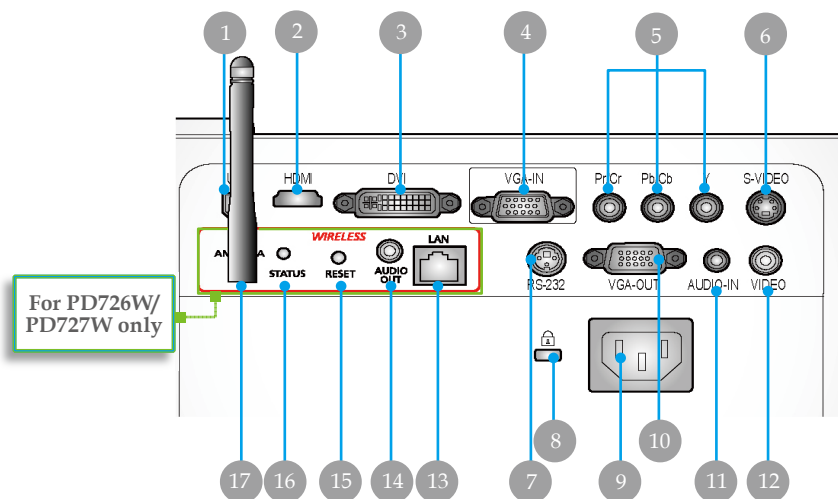 1 2 3 4 5 6
HDMI DVI VGA-IN Pr/Cr Pb/Cb Y S-VIDEO
WIRELESS LAN
STATUS RESET AUDIO
OUT
RS-232 VGA-OUT AUDIO-IN VIDEO
For PD726W/
PD727W only
8 10
17 16 15 14 13 7 9 11 12